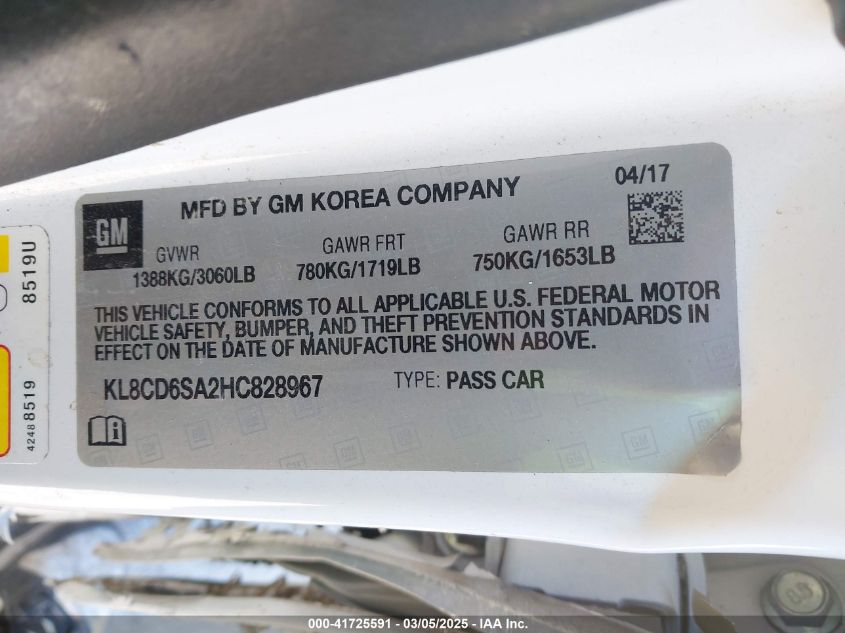 GM
MFD BY GM KOREA COMPANY
04/17
GVWR
1388KG/3060LB
GAWR FRT
780KG/1719LB
GAWR RR
750KG/1653LB
THIS VEHICLE CONFORMS TO ALL APPLICABLE U.S. FEDERAL MOTOR
VEHICLE SAFETY, BUMPER, AND THEFT PREVENTION STANDARDS IN
EFFECT ON THE DATE OF MANUFACTURE SHOWN ABOVE.
KL8CD6SA2HC828967
TYPE: PASS CAR
8519U
4248 8519
000-41725591 - 03/05/2025 - IAAI.COM